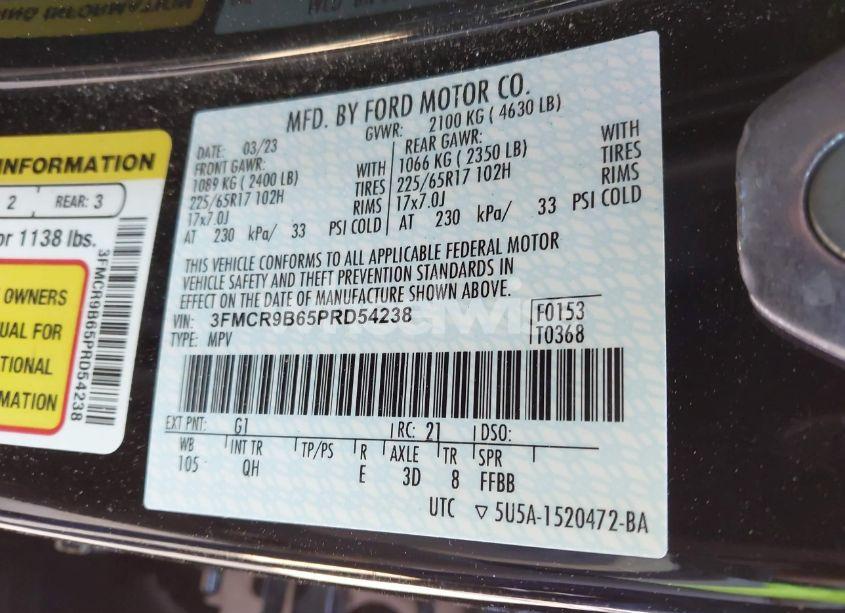 MFD. BY FORD MOTOR CO.
DATE: 03/23 GVWR: 2100 KG ( 4630 LB)
FRONT GAWR: REAR GAWR:
1089 KG ( 2400 LB) WITH 1066 KG ( 2350 LB) WITH
225/65R17 102H TIRES 225/65R17 102H TIRES
17x7.0J RIMS 17x7.0J RIMS
AT 230 kPa/ 33 PSI COLD AT 230 kPa/ 33 PSI COLD
THIS VEHICLE CONFORMS TO ALL APPLICABLE FEDERAL MOTOR
VEHICLE SAFETY AND THEFT PREVENTION STANDARDS IN
EFFECT ON THE DATE OF MANUFACTURE SHOWN ABOVE.
VIN: 3FMCR9B65PRD54238 F0153
TYPE: MPV T0368
EXT PNT: G1 RC: 21 DSO:
WB INT TR TP/PS R AXLE TR SPR
105 QH E 3D 8 FFBB
UTC ▽ 5U5A-1520472-BA
INFORMATION
2 REAR: 3
or 1138 lbs.
OWNERS
UAL FOR
TIONAL
MATION
3FMCR9B65PRD54238